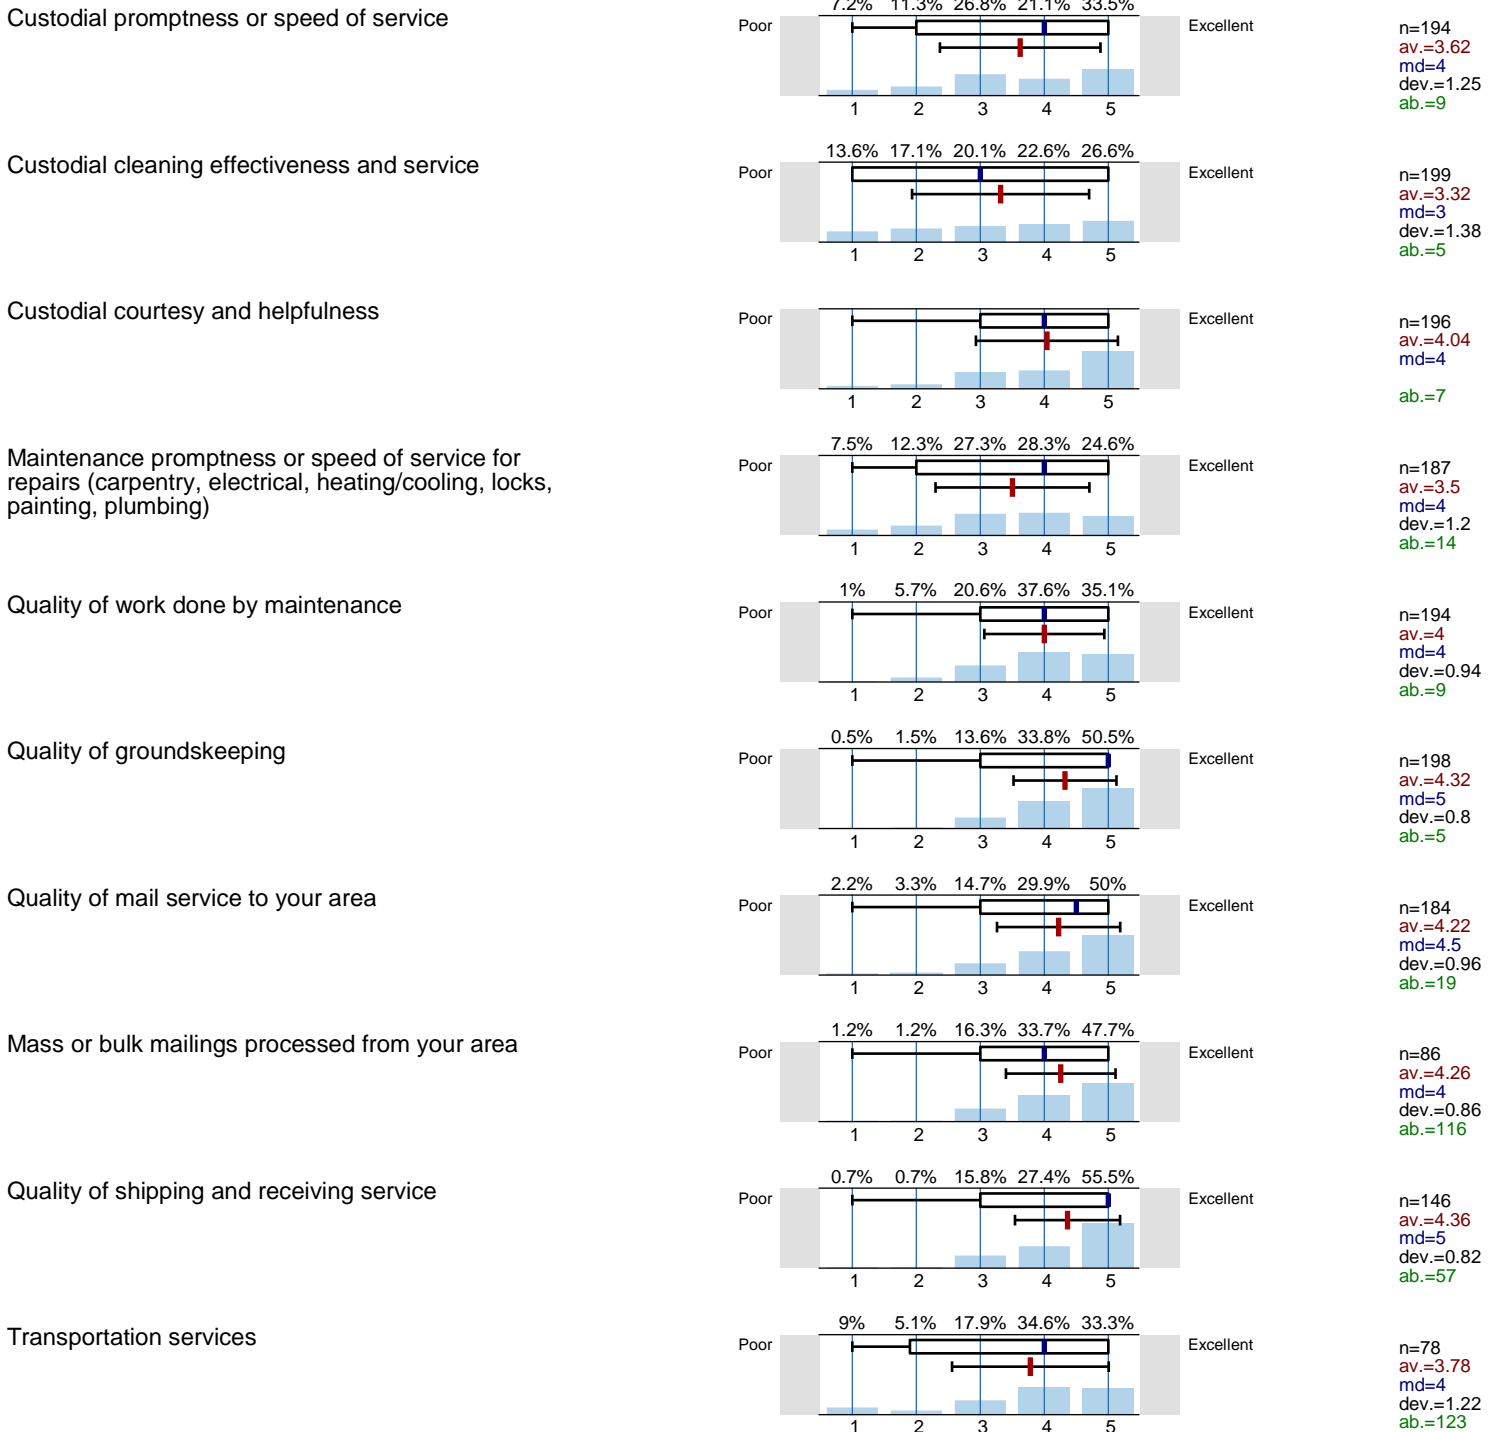 Custodial promptness or speed of service
7.2% 11.3% 26.8% 21.1% 33.5%
Poor
Excellent
1 2 3 4 5
n=194
av.=3.62
md=4
dev.=1.25
ab.=9
Custodial cleaning effectiveness and service
13.6% 17.1% 20.1% 22.6% 26.6%
Poor
Excellent
1 2 3 4 5
n=199
av.=3.32
md=3
dev.=1.38
ab.=5
Custodial courtesy and helpfulness
Poor
Excellent
1 2 3 4 5
n=196
av.=4.04
md=4
ab.=7
Maintenance promptness or speed of service for
repairs (carpentry, electrical, heating/cooling, locks,
painting, plumbing)
7.5% 12.3% 27.3% 28.3% 24.6%
Poor
Excellent
1 2 3 4 5
n=187
av.=3.5
md=4
dev.=1.2
ab.=14
Quality of work done by maintenance
1% 5.7% 20.6% 37.6% 35.1%
Poor
Excellent
1 2 3 4 5
n=194
av.=4
md=4
dev.=0.94
ab.=9
Quality of groundskeeping
0.5% 1.5% 13.6% 33.8% 50.5%
Poor
Excellent
1 2 3 4 5
n=198
av.=4.32
md=5
dev.=0.8
ab.=5
Quality of mail service to your area
2.2% 3.3% 14.7% 29.9% 50%
Poor
Excellent
1 2 3 4 5
n=184
av.=4.22
md=4.5
dev.=0.96
ab.=19
Mass or bulk mailings processed from your area
1.2% 1.2% 16.3% 33.7% 47.7%
Poor
Excellent
1 2 3 4 5
n=86
av.=4.26
md=4
dev.=0.86
ab.=116
Quality of shipping and receiving service
0.7% 0.7% 15.8% 27.4% 55.5%
Poor
Excellent
1 2 3 4 5
n=146
av.=4.36
md=5
dev.=0.82
ab.=57
Transportation services
9% 5.1% 17.9% 34.6% 33.3%
Poor
Excellent
1 2 3 4 5
n=78
av.=3.78
md=4
dev.=1.22
ab.=123